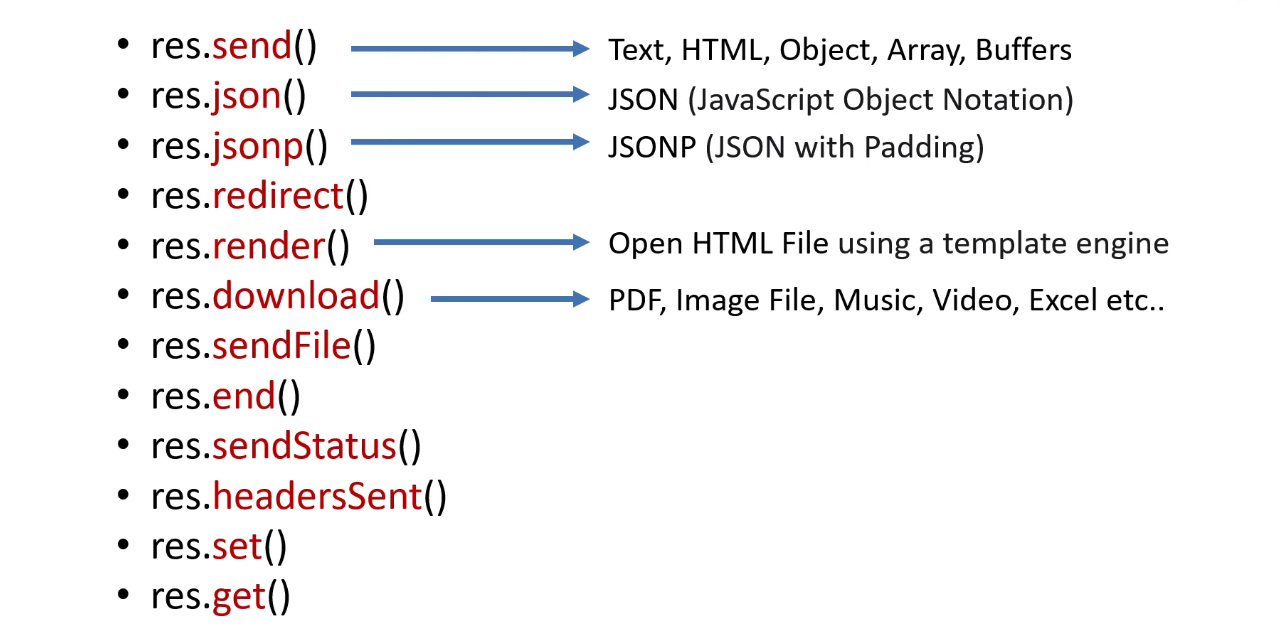 • res.send() Text, HTML, Object, Array, Buffers
• res.json() JSON (JavaScript Object Notation)
• res.jsonp() JSONP (JSON with Padding)
• res.redirect()
• res.render() Open HTML File using a template engine
• res.download() PDF, Image File, Music, Video, Excel etc..
• res.sendFile()
• res.end()
• res.sendStatus()
• res.headersSent()
• res.set()
• res.get()